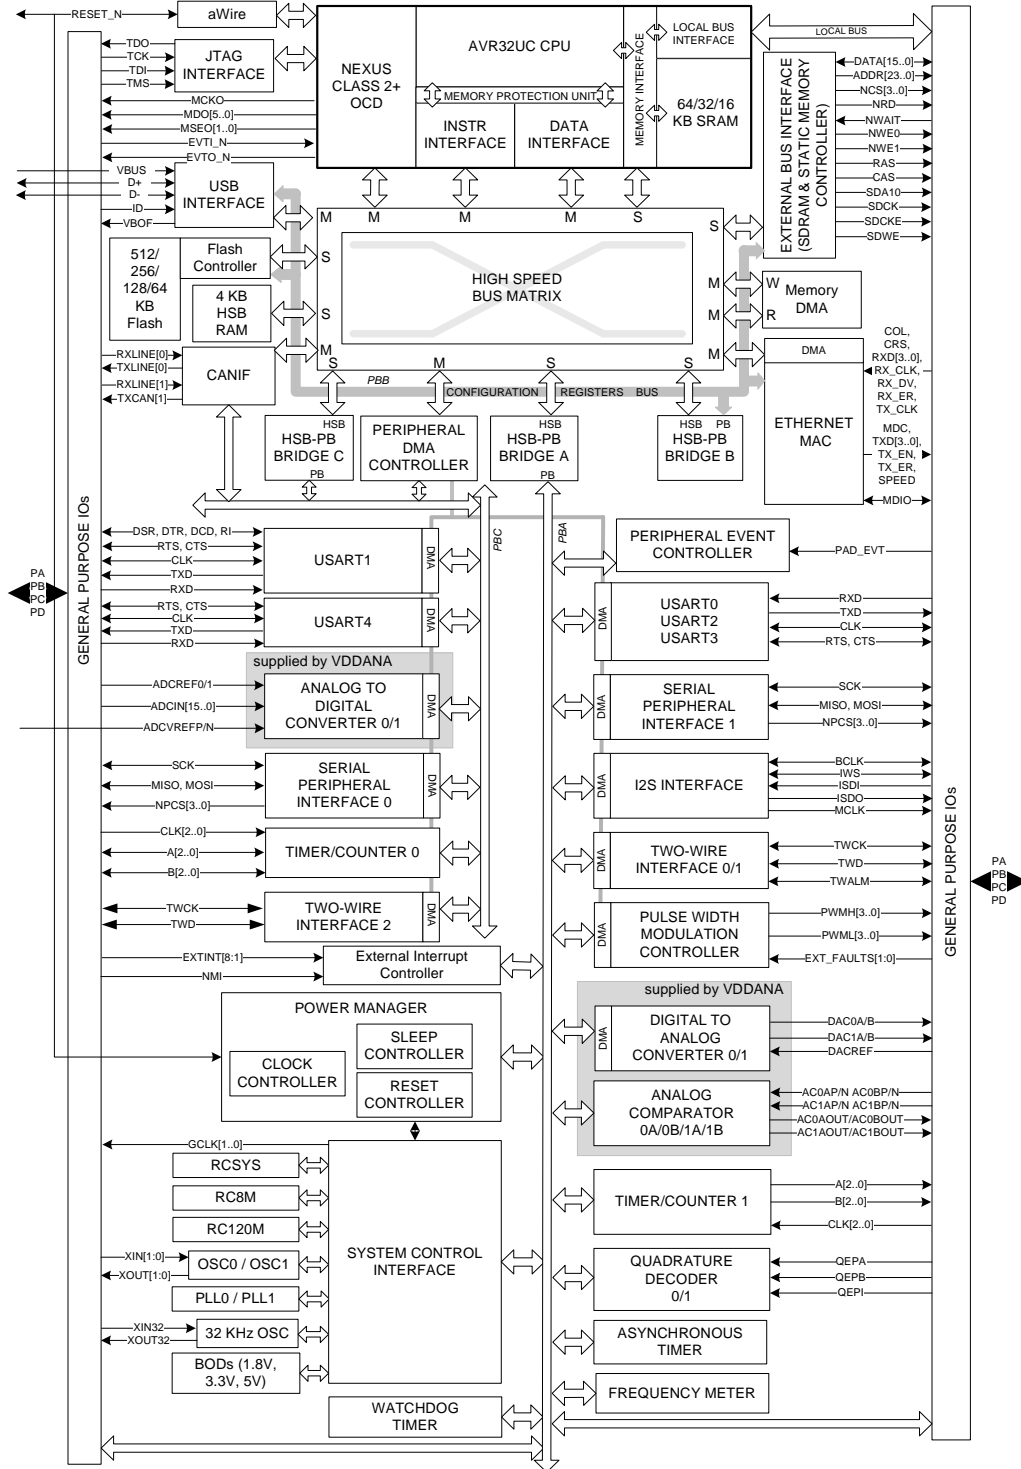 RESET_N
aWire
TDO
TCK
TDI
TMS
JTAG
INTERFACE
MCKO
MDO[5..0]
MSEO[1..0]
EVTI_N
EVTO_N
NEXUS
CLASS 2+
OCD
AVR32UC CPU
MEMORY PROTECTION UNIT
INSTR
INTERFACE
DATA
INTERFACE
MEMORY INTERFACE
LOCAL BUS
INTERFACE
64/32/16
KB SRAM
LOCAL BUS
EXTERNAL BUS INTERFACE
(SDRAM & STATIC MEMORY
CONTROLLER)
DATA[15..0]
ADDR[23..0]
NCS[3..0]
NRD
NWAIT
NWE0
NWE1
RAS
CAS
SDA10
SDCK
SDCKE
SDWE
VBUS
D+
D-
ID
VBOF
USB
INTERFACE
512/
256/
128/64
KB
Flash
Flash
Controller
4 KB
HSB
RAM
RXLINE[0]
TXLINE[0]
RXLINE[1]
TXCAN[1]
CANIF
M
M
M
M
S
S
S
S
M
M
M
M
S
M
S
S
HIGH SPEED
BUS MATRIX
W
R
Memory
DMA
PBB
CONFIGURATION REGISTERS BUS
DMA
ETHERNET
MAC
COL,
CRS,
RXD[3..0],
RX_CLK,
RX_DV,
RX_ER,
TX_CLK
MDC,
TXD[3..0],
TX_EN,
TX_ER,
SPEED
MDIO
HSB
HSB-PB
BRIDGE C
PB
PERIPHERAL
DMA
CONTROLLER
HSB
HSB-PB
BRIDGE A
PB
HSB PB
HSB-PB
BRIDGE B
GENERAL PURPOSE IOs
PA
PB
PC
PD
PBC
PBA
DSR, DTR, DCD, RI
RTS, CTS
CLK
TXD
RXD
USART1
DMA
RTS, CTS
CLK
TXD
RXD
USART4
DMA
supplied by VDDANA
ADCREF0/1
ADCIN[15..0]
ADCVREFP/N
ANALOG TO
DIGITAL
CONVERTER 0/1
DMA
SCK
MISO, MOSI
NPCS[3..0]
SERIAL
PERIPHERAL
INTERFACE 0
DMA
CLK[2..0]
A[2..0]
B[2..0]
TIMER/COUNTER 0
TWCK
TWD
TWO-WIRE
INTERFACE 2
DMA
EXTINT[8:1]
NMI
External Interrupt
Controller
POWER MANAGER
CLOCK
CONTROLLER
SLEEP
CONTROLLER
RESET
CONTROLLER
GCLK[1..0]
RCSYS
RC8M
RC120M
XIN[1:0]
XOUT[1:0]
OSC0 / OSC1
PLL0 / PLL1
XIN32
XOUT32
32 KHz OSC
BODs (1.8V,
3.3V, 5V)
SYSTEM CONTROL
INTERFACE
WATCHDOG
TIMER
PERIPHERAL EVENT
CONTROLLER
PAD_EVT
DMA
USART0
USART2
USART3
RXD
TXD
CLK
RTS, CTS
DMA
SERIAL
PERIPHERAL
INTERFACE 1
SCK
MISO, MOSI
NPCS[3..0]
DMA
I2S INTERFACE
BCLK
IWS
ISDI
ISDO
MCLK
DMA
TWO-WIRE
INTERFACE 0/1
TWCK
TWD
TWALM
DMA
PULSE WIDTH
MODULATION
CONTROLLER
PWMH[3..0]
PWML[3..0]
EXT_FAULTS[1:0]
supplied by VDDANA
DMA
DIGITAL TO
ANALOG
CONVERTER 0/1
DAC0A/B
DAC1A/B
DACREF
ANALOG
COMPARATOR
0A/0B/1A/1B
AC0AP/N AC0BP/N
AC1AP/N AC1BP/N
AC0AOUT/AC0BOUT
AC1AOUT/AC1BOUT
TIMER/COUNTER 1
A[2..0]
B[2..0]
CLK[2..0]
QUADRATURE
DECODER
0/1
QEPA
QEPB
QEPI
ASYNCHRONOUS
TIMER
FREQUENCY METER
GENERAL PURPOSE IOs
PA
PB
PC
PD